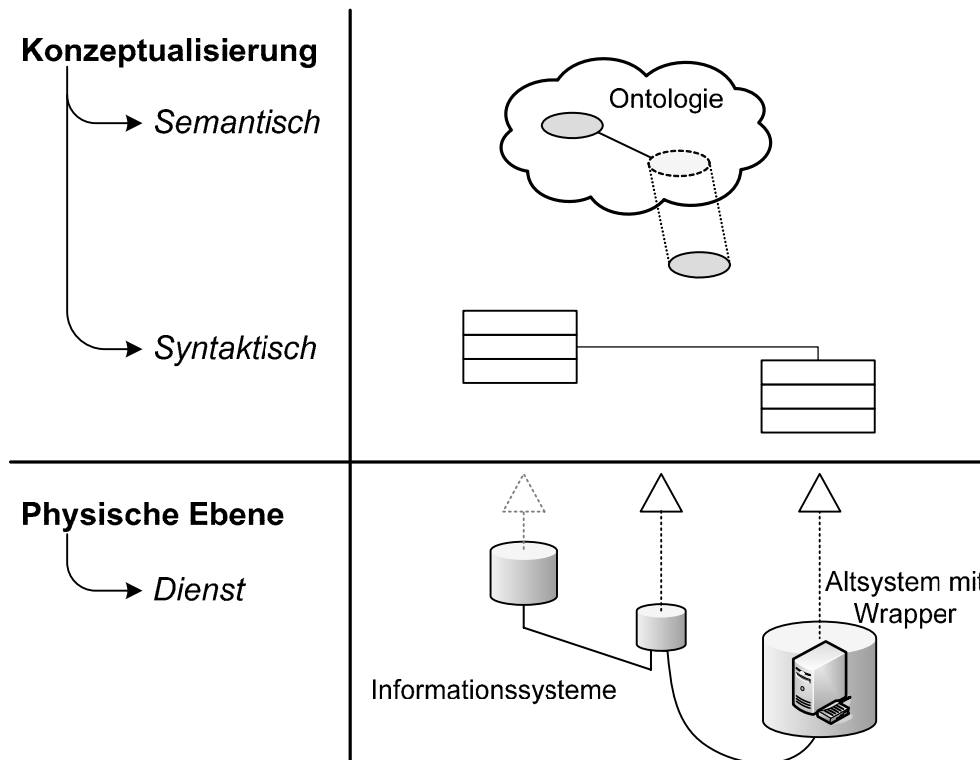 Konzeptualisierung
Semantisch
Ontologie
Syntaktisch
Physische Ebene
Dienst
Altsystem mit
Wrapper
Informationssysteme